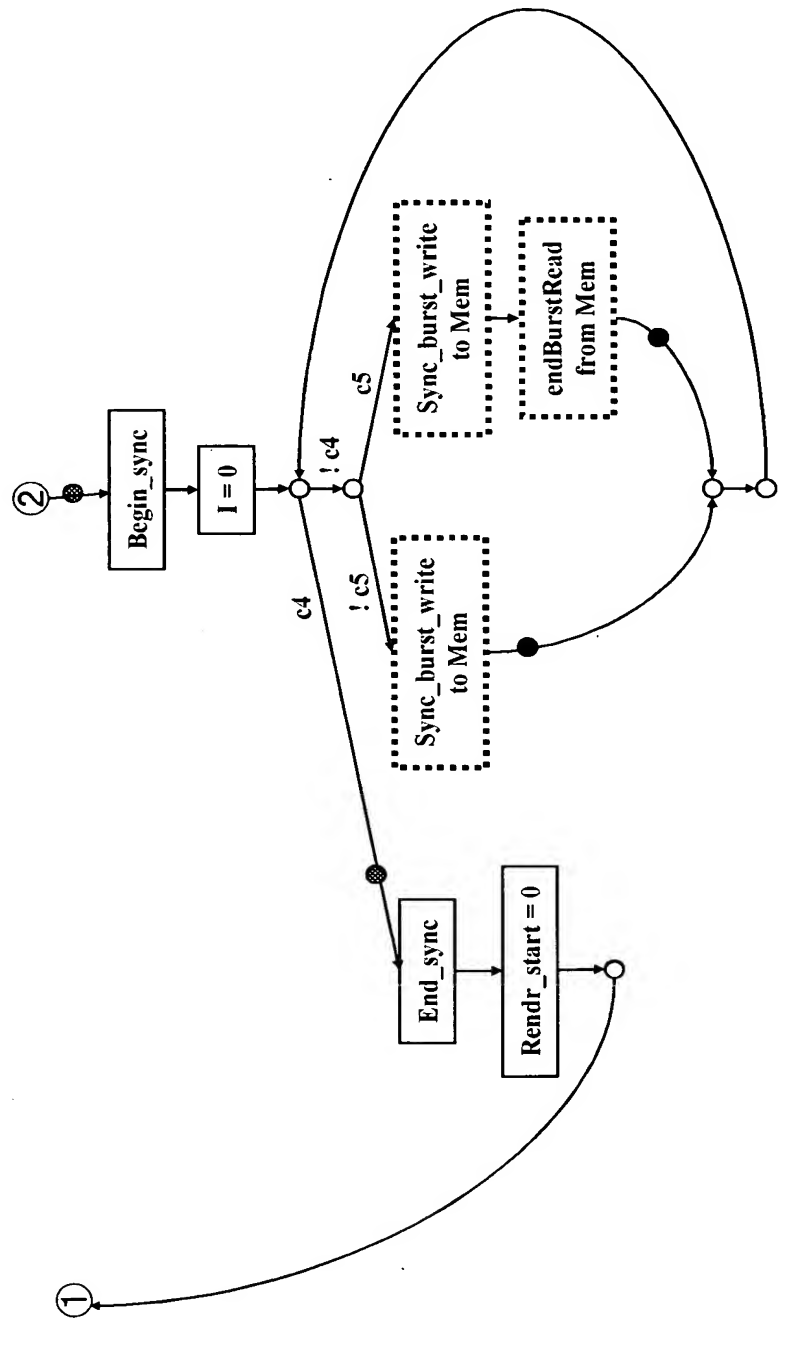 2
Begin_sync
I = 0
c4
! c4
! c5
c5
Sync_burst_write
to Mem
Sync_burst_write
to Mem
endBurstRead
from Mem
End_sync
Rendr_start = 0
1